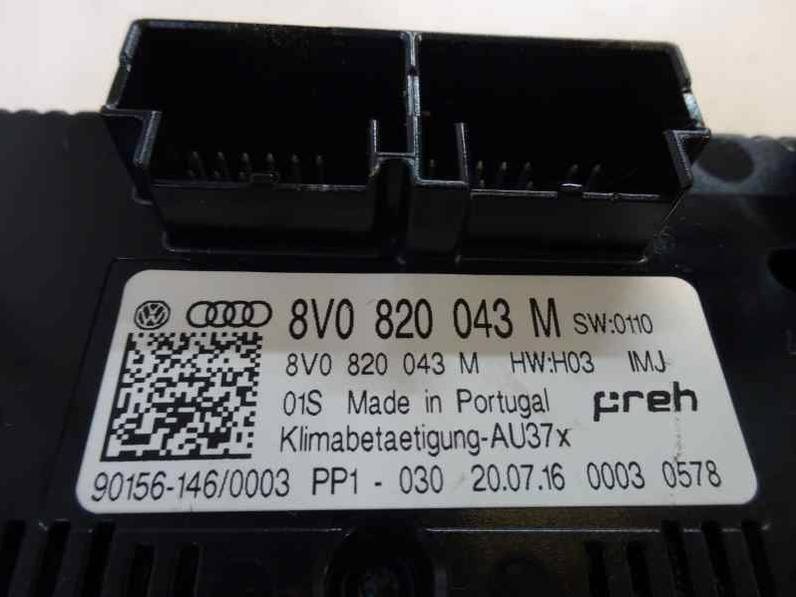 8V0 820 043 M SW:0110
8V0 820 043 M HW:H03 IMJ
01S Made in Portugal preh
Klimabetaetigung-AU37x
90156-146/0003 PP1 - 030 20.07.16 0003 0578